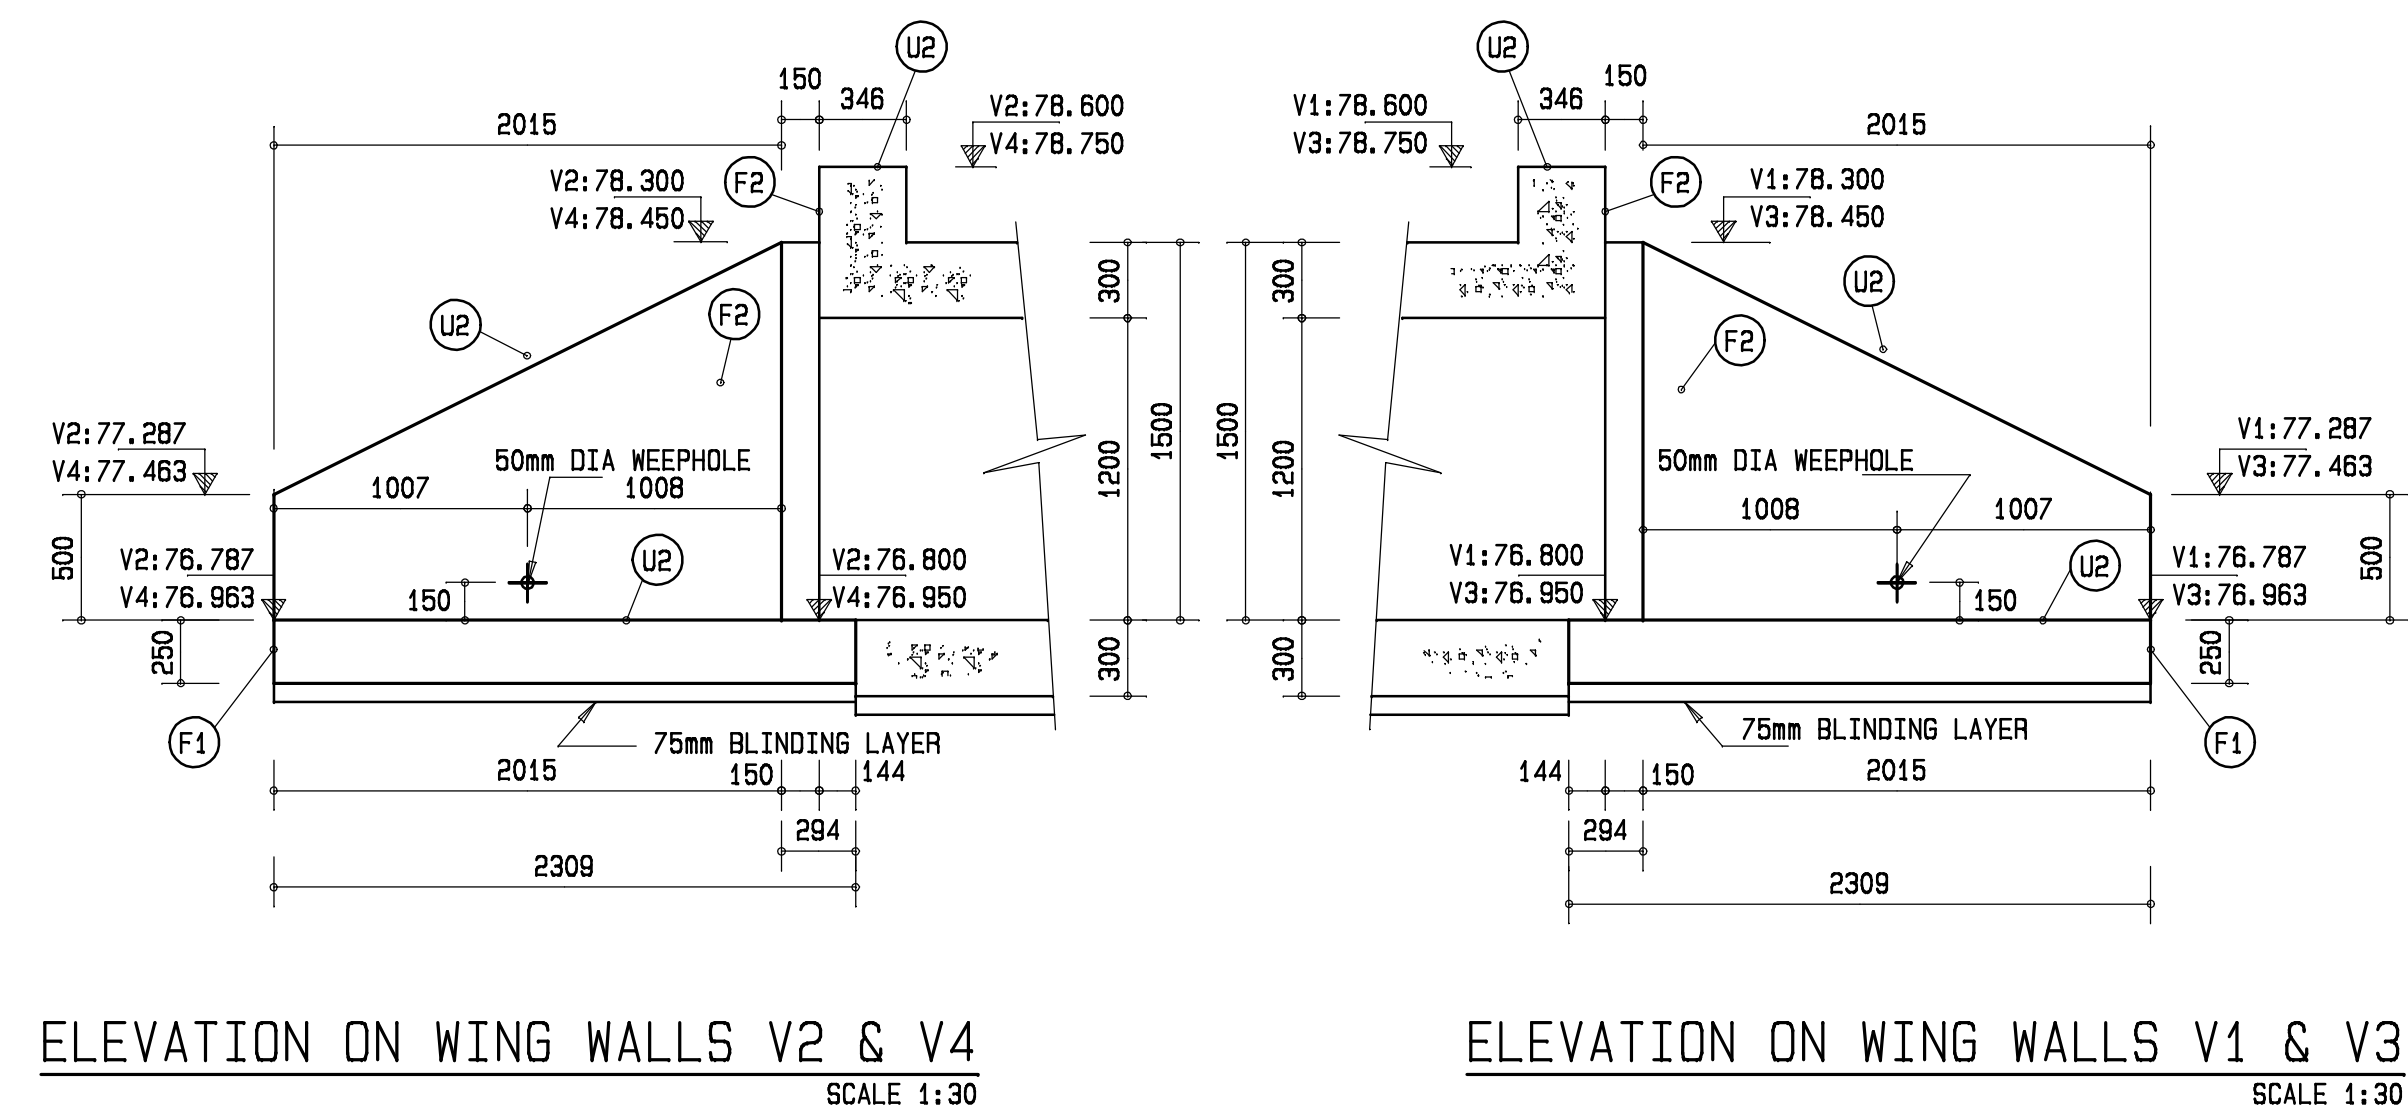 U2
150
346
2015
V2:78.600
V4:78.750
V2:78.300
V4:78.450
F2
U2
F2
300
1500
1200
V2:77.287
V4:77.463
50mm DIA WEEPHOLE
1007
1008
500
V2:76.787
V4:76.963
150
U2
V2:76.800
V4:76.950
250
300
F1
75mm BLINDING LAYER
2015
150
144
294
2309
ELEVATION ON WING WALLS V2 & V4
SCALE 1:30
U2
150
346
2015
V1:78.600
V3:78.750
F2
V1:78.300
V3:78.450
U2
F2
300
1500
1200
V1:77.287
V3:77.463
50mm DIA WEEPHOLE
1008
1007
500
V1:76.800
V3:76.950
U2
V1:76.787
V3:76.963
150
300
250
75mm BLINDING LAYER
F1
144
150
2015
294
2309
ELEVATION ON WING WALLS V1 & V3
SCALE 1:30